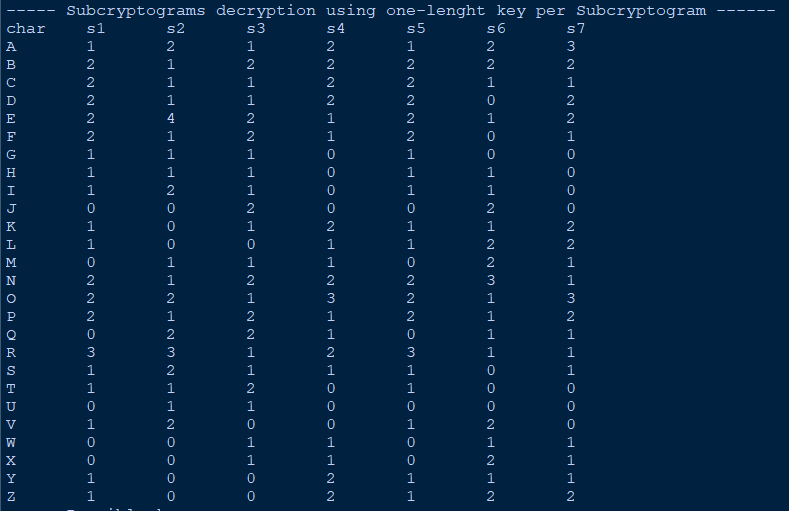 ----- Subcryptograms decryption using one-lenght key per Subcryptogram ------
char s1 s2 s3 s4 s5 s6 s7
A 1 2 1 2 1 2 3
B 2 1 2 2 2 2 2
C 2 1 1 2 2 1 1
D 2 1 1 2 2 0 2
E 2 4 2 1 2 1 2
F 2 1 2 1 2 0 1
G 1 1 1 0 1 0 0
H 1 1 1 0 1 1 0
I 1 2 1 0 1 1 0
J 0 0 2 0 0 2 0
K 1 0 1 2 1 1 2
L 1 0 0 1 1 2 2
M 0 1 1 1 0 2 1
N 2 1 2 2 2 3 1
O 2 2 1 3 2 1 3
P 2 2 2 1 2 1 2
Q 0 2 2 1 0 1 1
R 3 3 1 2 3 1 1
S 1 2 1 1 1 0 1
T 1 1 2 0 1 0 0
U 0 1 1 0 0 0 0
V 1 2 0 0 1 2 0
W 0 0 1 1 0 1 1
X 0 0 1 1 0 2 1
Y 1 0 0 2 1 1 1
Z 1 0 0 2 1 2 2